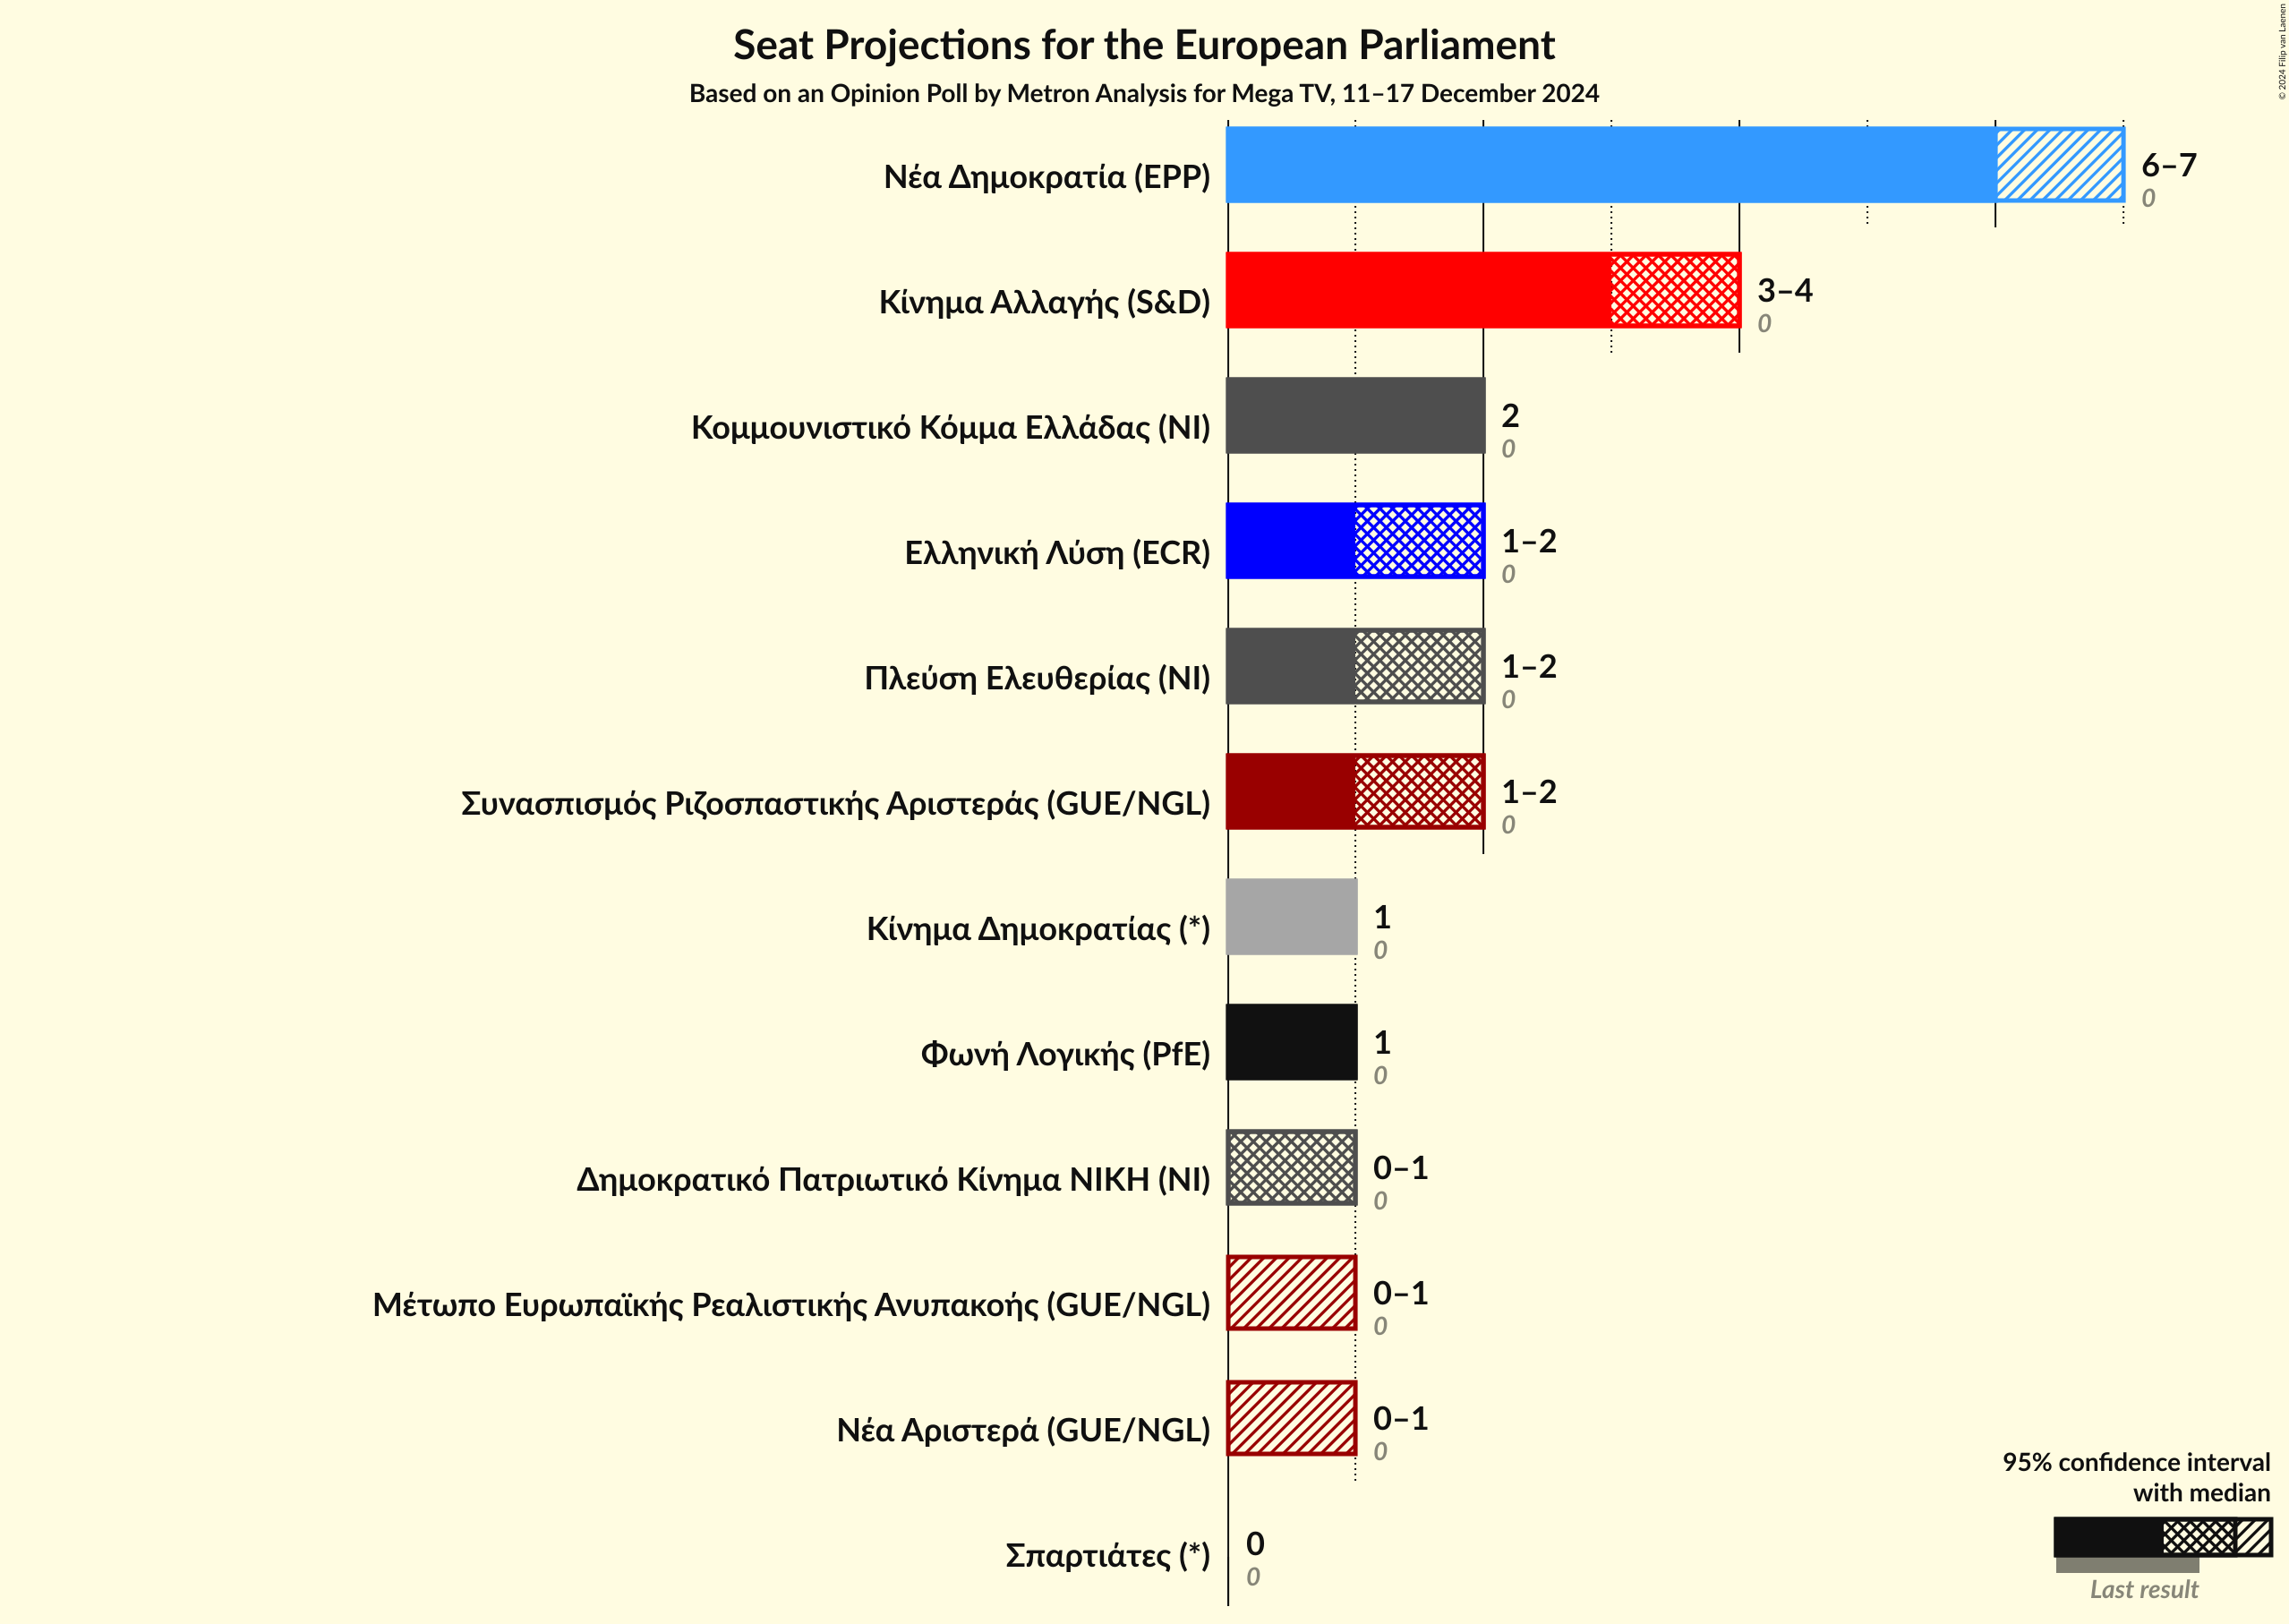 Seat Projections for the European Parliament
Based on an Opinion Poll by Metron Analysis for Mega TV, 11–17 December 2024
© 2024 Filip van Laenen
Νέα Δημοκρατία (EPP)
6–7
0
Κίνημα Αλλαγής (S&D)
3–4
0
Κομμουνιστικό Κόμμα Ελλάδας (NI)
2
0
Ελληνική Λύση (ECR)
1–2
0
Πλεύση Ελευθερίας (NI)
1–2
0
Συνασπισμός Ριζοσπαστικής Αριστεράς (GUE/NGL)
1–2
0
Κίνημα Δημοκρατίας (*)
1
0
Φωνή Λογικής (PfE)
1
0
Δημοκρατικό Πατριωτικό Κίνημα ΝΙΚΗ (NI)
0–1
0
Μέτωπο Ευρωπαϊκής Ρεαλιστικής Ανυπακοής (GUE/NGL)
0–1
0
Νέα Αριστερά (GUE/NGL)
0–1
0
Σπαρτιάτες (*)
0
0
95% confidence interval
with median
Last result